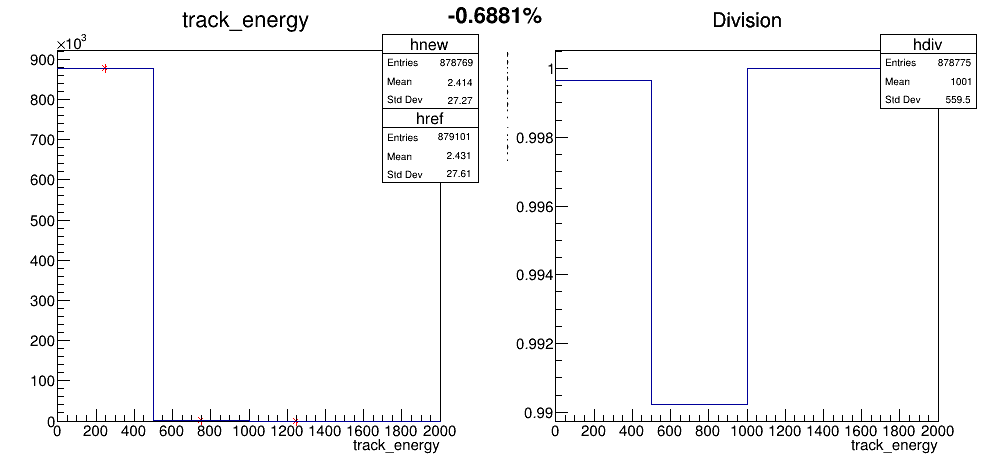 track_energy
-0.6881%
Division
×10³
hnew
Entries 878769
Mean 2.414
Std Dev 27.27
href
Entries 879101
Mean 2.431
Std Dev 27.61
900
800
700
600
500
400
300
200
100
0
0 200 400 600 800 1000 1200 1400 1600 1800 2000
track_energy
hdiv
Entries 878775
Mean 1001
Std Dev 559.5
1
0.998
0.996
0.994
0.992
0.99
0 200 400 600 800 1000 1200 1400 1600 1800 2000
track_energy